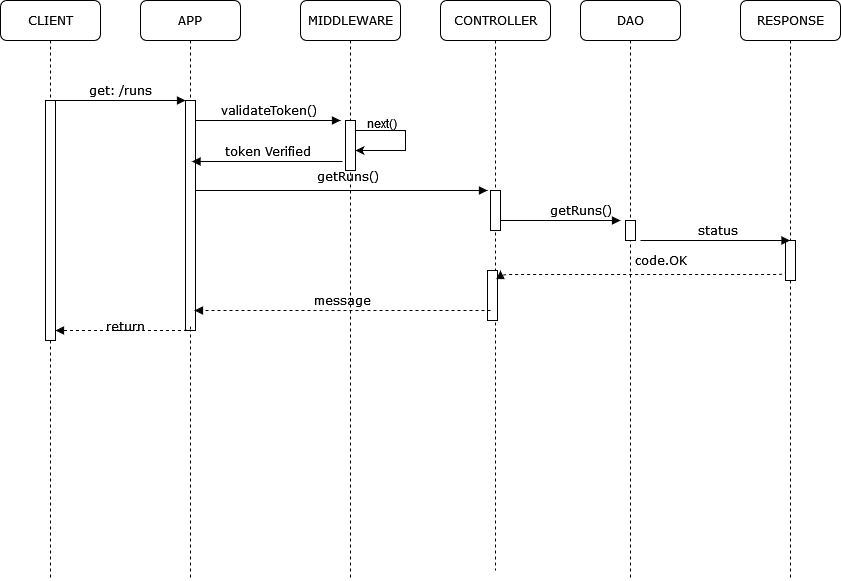 CLIENT
APP
MIDDLEWARE
CONTROLLER
DAO
RESPONSE
get: /runs
validateToken()
next()
token Verified
getRuns()
getRuns()
status
code.OK
message
return